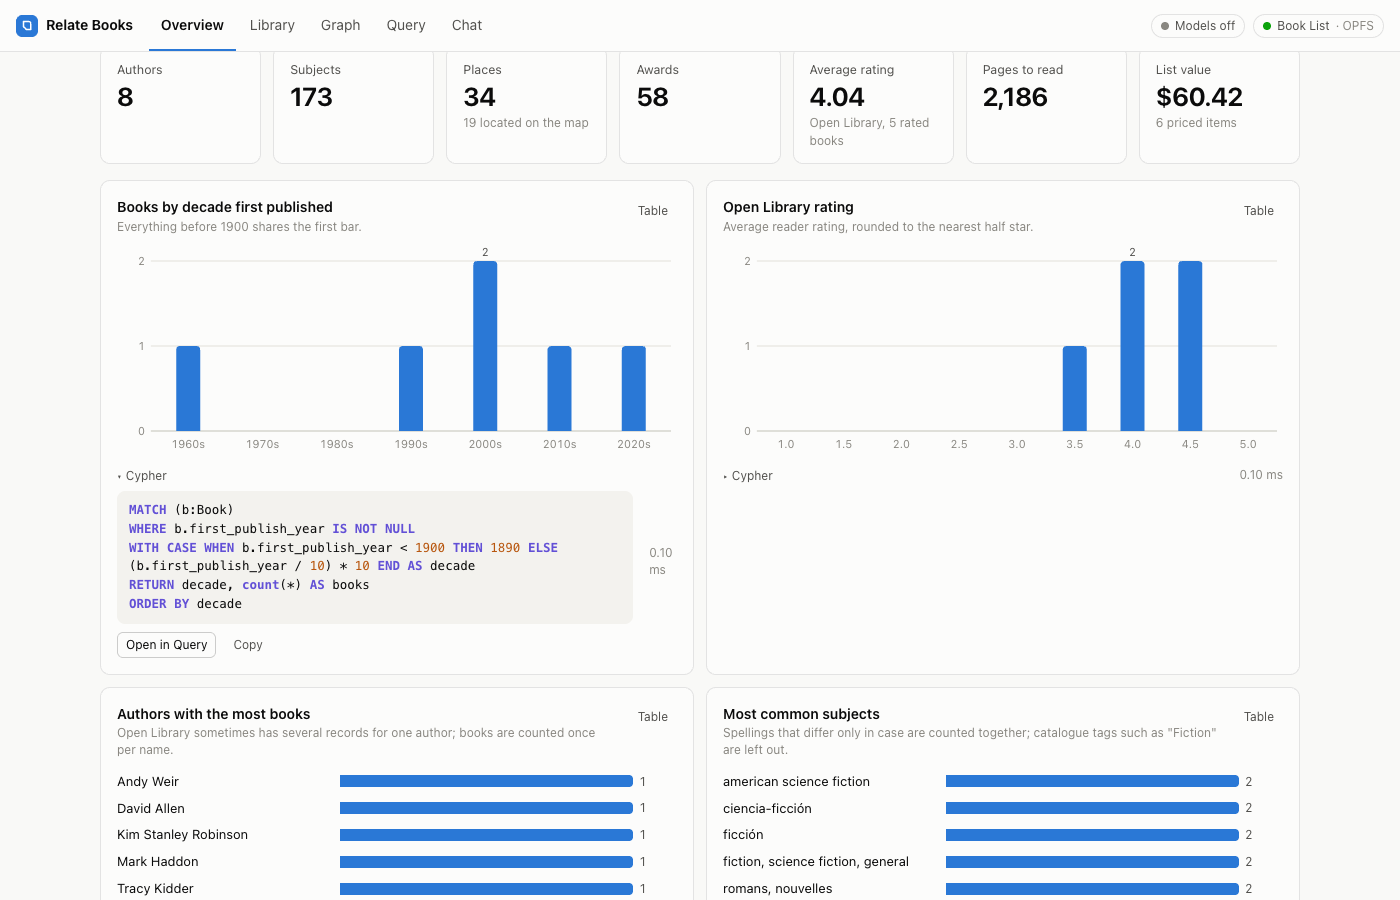 Relate Books
Overview
Library
Graph
Query
Chat
Models off
Book List · OPFS
Authors
8
Subjects
173
Places
34
19 located on the map
Awards
58
Average rating
4.04
Open Library, 5 rated
books
Pages to read
2,186
List value
$60.42
6 priced items
Books by decade first published
Table
Everything before 1900 shares the first bar.
2
2
1
0
1960s
1970s
1980s
1990s
2000s
2010s
2020s
Cypher
MATCH (b:Book)
WHERE b.first_publish_year IS NOT NULL
WITH CASE WHEN b.first_publish_year < 1900 THEN 1890 ELSE
(b.first_publish_year / 10) * 10 END AS decade
RETURN decade, count(*) AS books
ORDER BY decade
0.10
ms
Open in Query
Copy
Open Library rating
Table
Average reader rating, rounded to the nearest half star.
2
2
1
0
1.0
1.5
2.0
2.5
3.0
3.5
4.0
4.5
5.0
Cypher
0.10 ms
Authors with the most books
Table
Open Library sometimes has several records for one author; books are counted once
per name.
Andy Weir
1
David Allen
1
Kim Stanley Robinson
1
Mark Haddon
1
Tracy Kidder
1
Most common subjects
Table
Spellings that differ only in case are counted together; catalogue tags such as "Fiction"
are left out.
american science fiction
2
ciencia-ficción
2
ficción
2
fiction, science fiction, general
2
romans, nouvelles
2